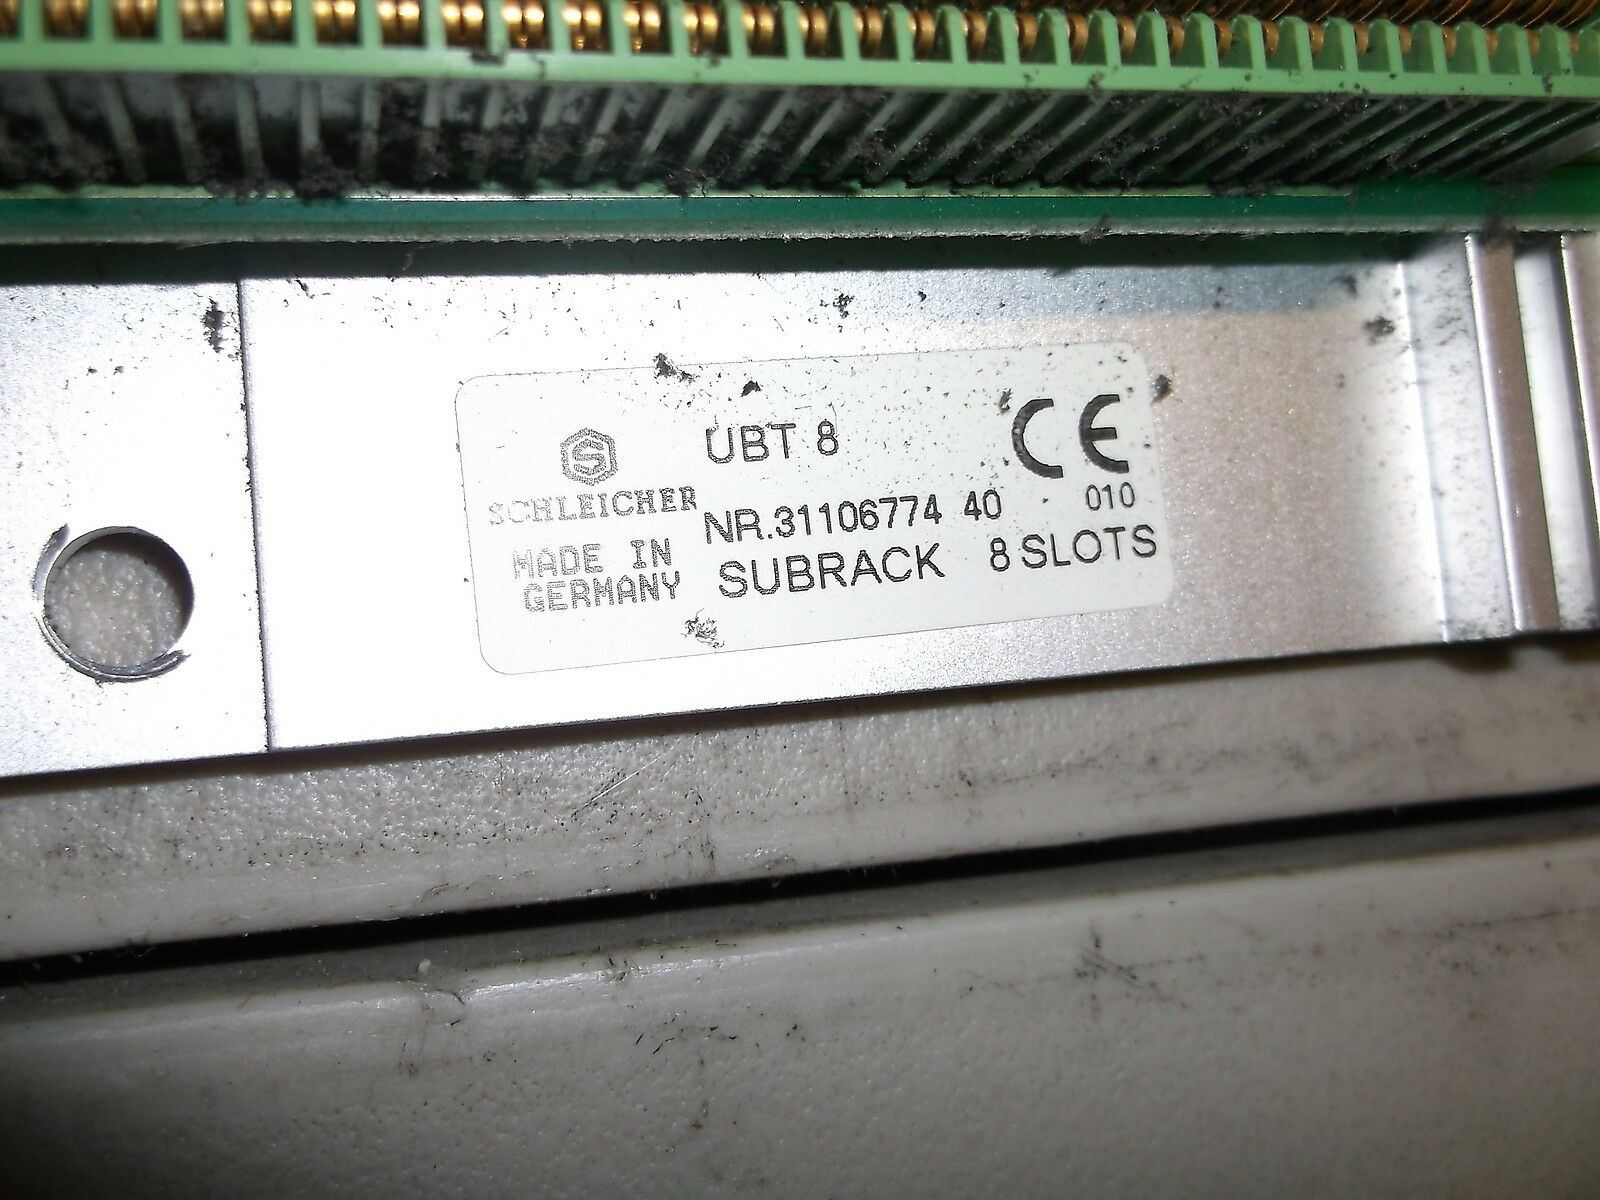 UBT 8
CE
SCHLEICHER
NR.31106774 40
010
MADE IN
GERMANY
SUBRACK 8 SLOTS